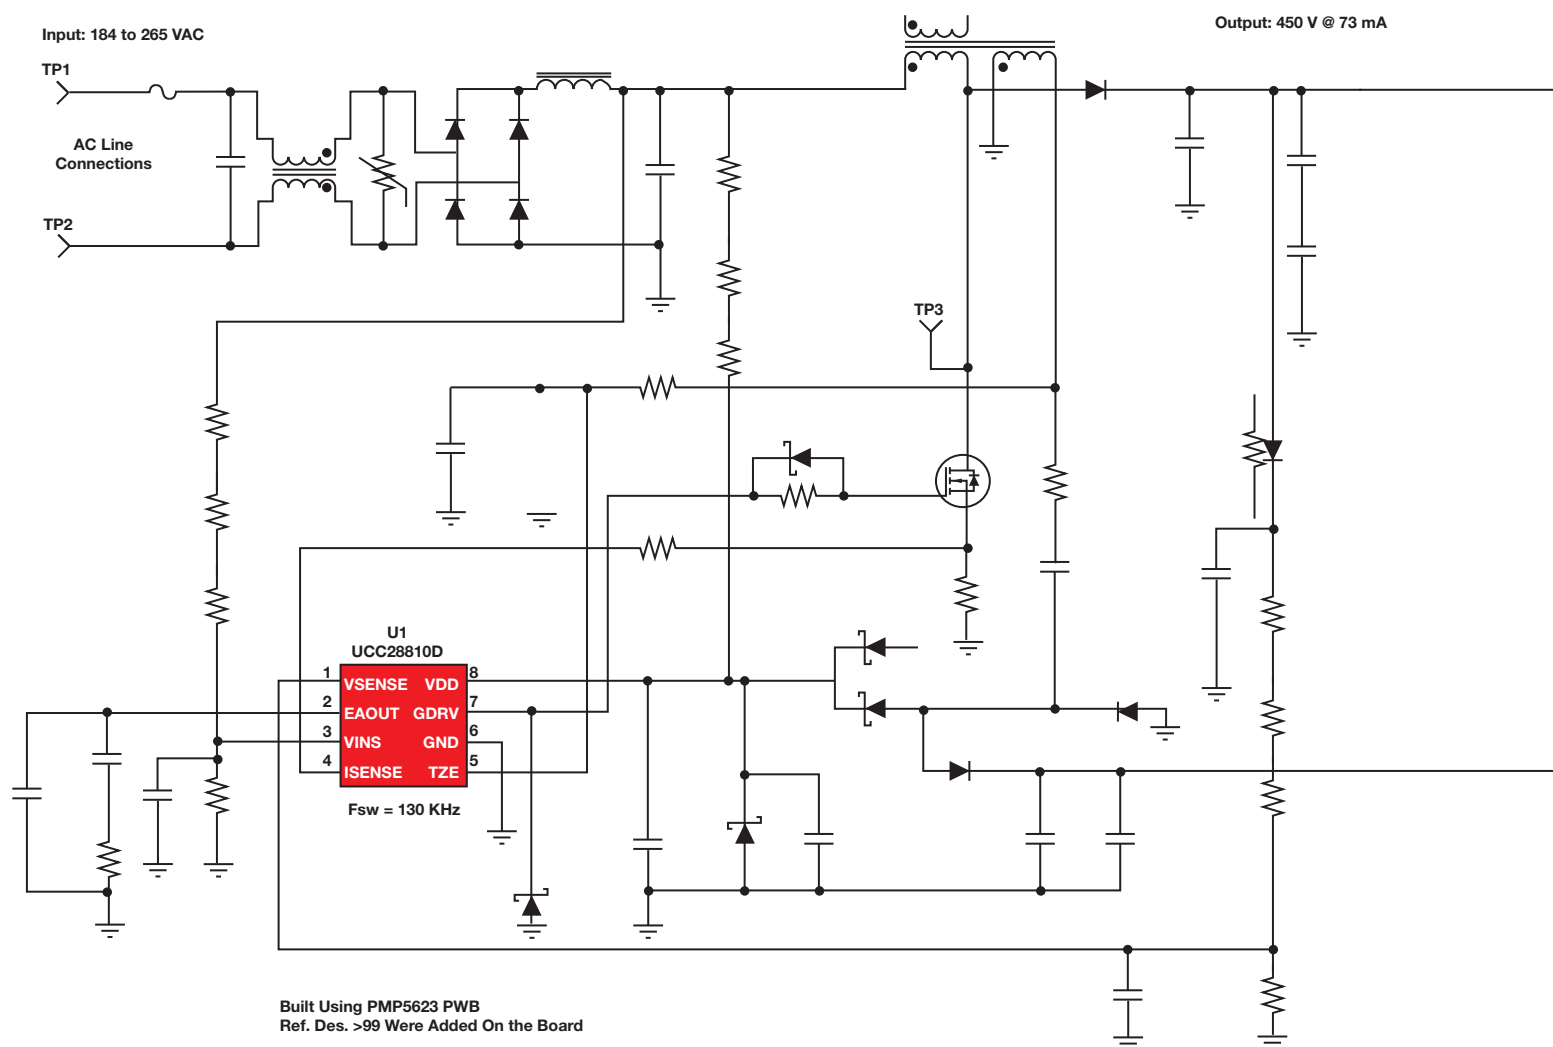 Input: 184 to 265 VAC
Output: 450 V @ 73 mA
TP1
AC Line
Connections
TP2
TP3
U1
UCC28810D
1 VSENSE VDD 8
2 EAOUT GDRV 7
3 VINS GND 6
4 ISENSE TZE 5
Fsw = 130 KHz
Built Using PMP5623 PWB
Ref. Des. >99 Were Added On the Board